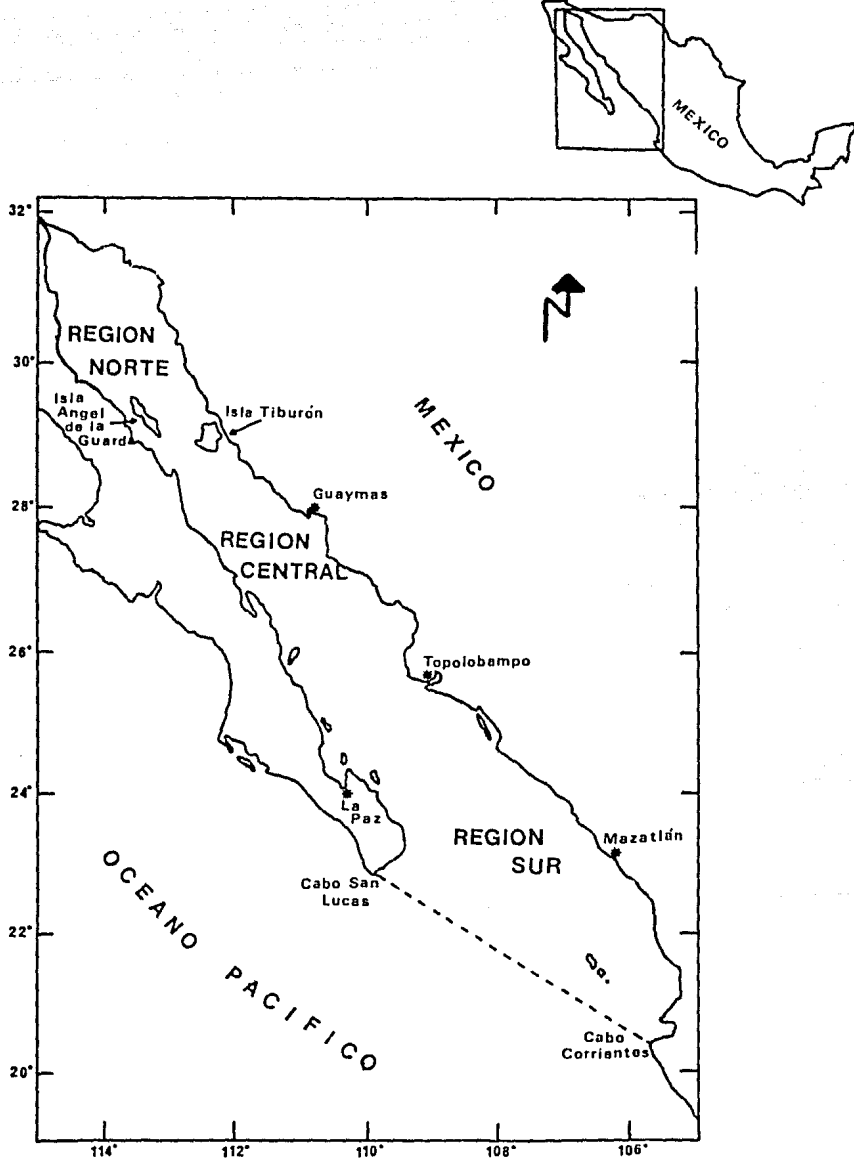 MEXICO
32°
30°
28°
26°
24°
22°
20°
REGION
NORTE
Isla
Angel
de la
Guard
Isla Tiburón
MEXICO
Guaymas
REGION
CENTRAL
Topolobampo
La
Paz
REGION
SUR
Mazatlán
Cabo San
Lucas
OCEANO PACIFICO
Cabo
Corrientes
114°
112°
110°
108°
106°